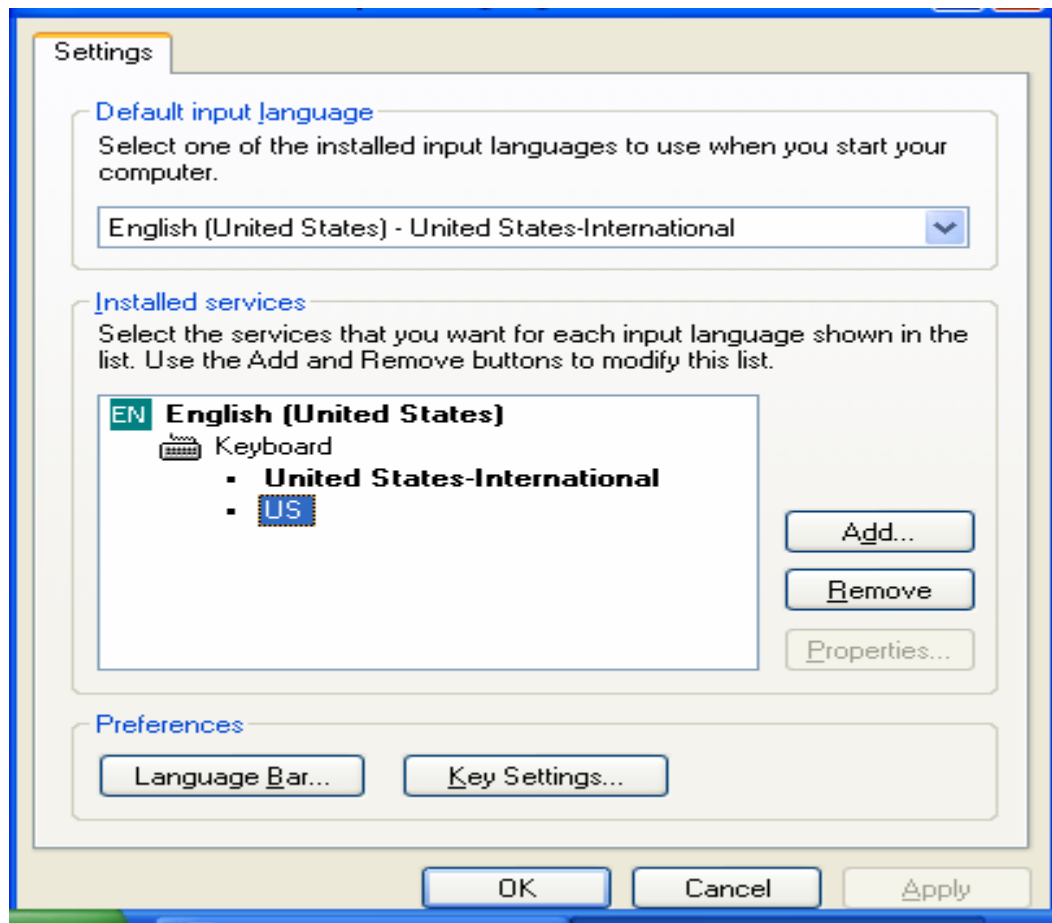 Settings
Default input language
Select one of the installed input languages to use when you start your
computer.
English (United States) - United States-International
Installed services
Select the services that you want for each input language shown in the
list. Use the Add and Remove buttons to modify this list.
EN English (United States)
Keyboard
United States-International
US
Add...
Remove
Properties...
Preferences
Language Bar...
Key Settings...
OK
Cancel
Apply